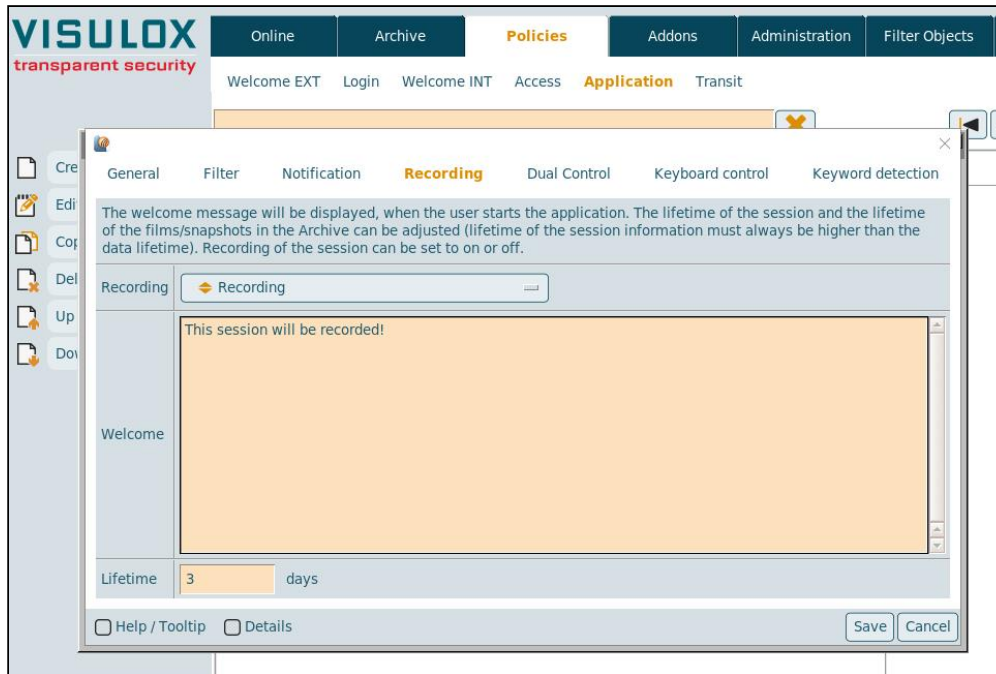 VISULOX
transparent security
Online Archive Policies Addons Administration Filter Objects
Welcome EXT Login Welcome INT Access Application Transit
General Filter Notification Recording Dual Control Keyboard control Keyword detection
The welcome message will be displayed, when the user starts the application. The lifetime of the session and the lifetime
of the films/snapshots in the Archive can be adjusted (lifetime of the session information must always be higher than the
data lifetime). Recording of the session can be set to on or off.
Recording Recording
This session will be recorded!
Welcome
Lifetime 3 days
Help / Tooltip Details Save Cancel
Cre
Edi
Cop
Del
Up